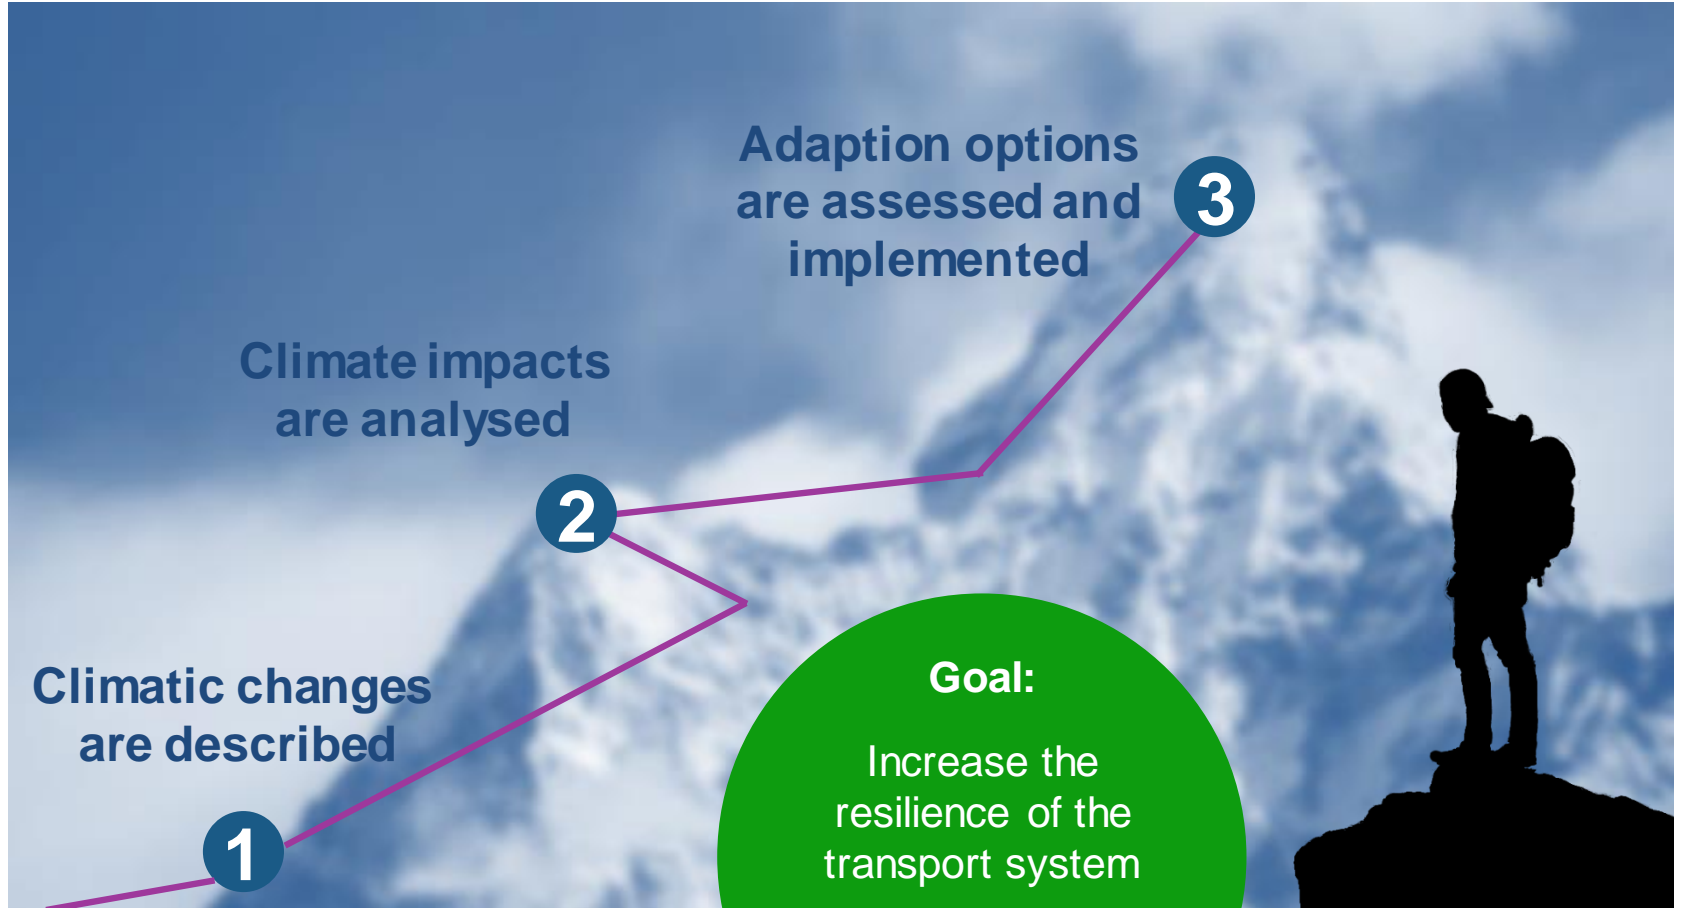 Adaption options
are assessed and
implemented
3
Climate impacts
are analysed
2
Climatic changes
are described
1
Goal:
Increase the
resilience of the
transport system